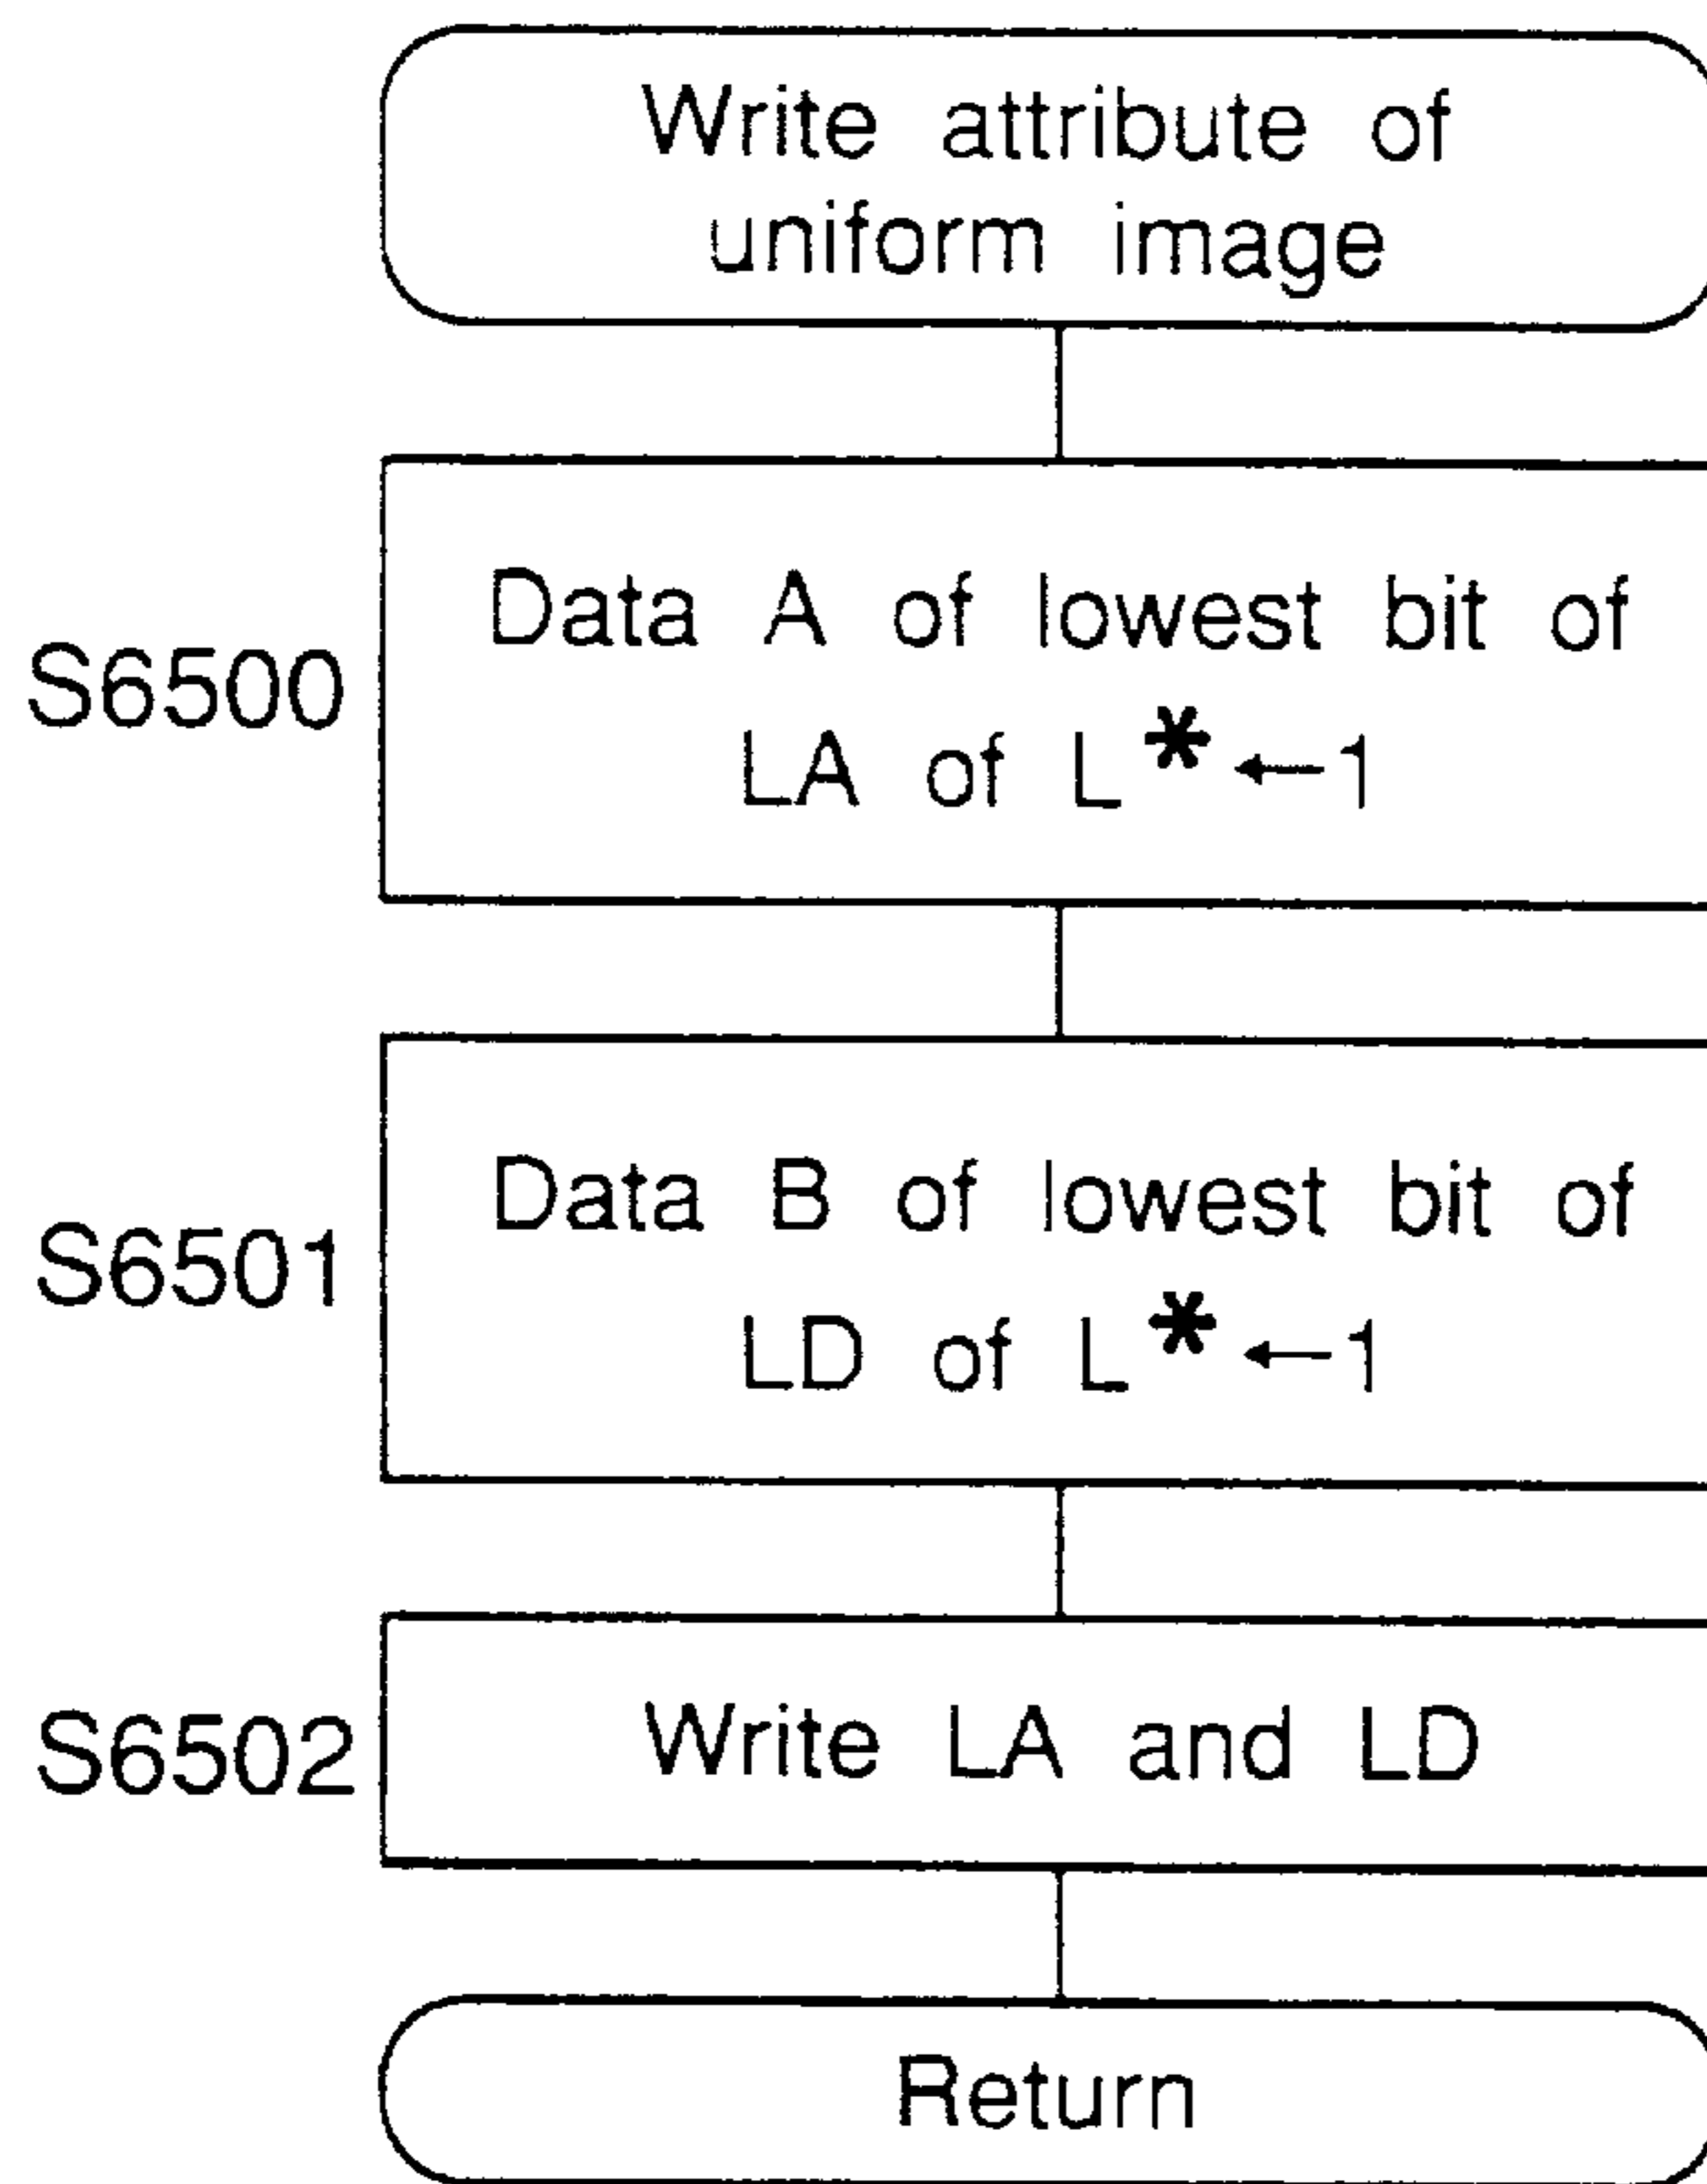 Write attribute of
uniform image
S6500
Data A of lowest bit of
LA of L*←1
S6501
Data B of lowest bit of
LD of L*←1
S6502
Write LA and LD
Return